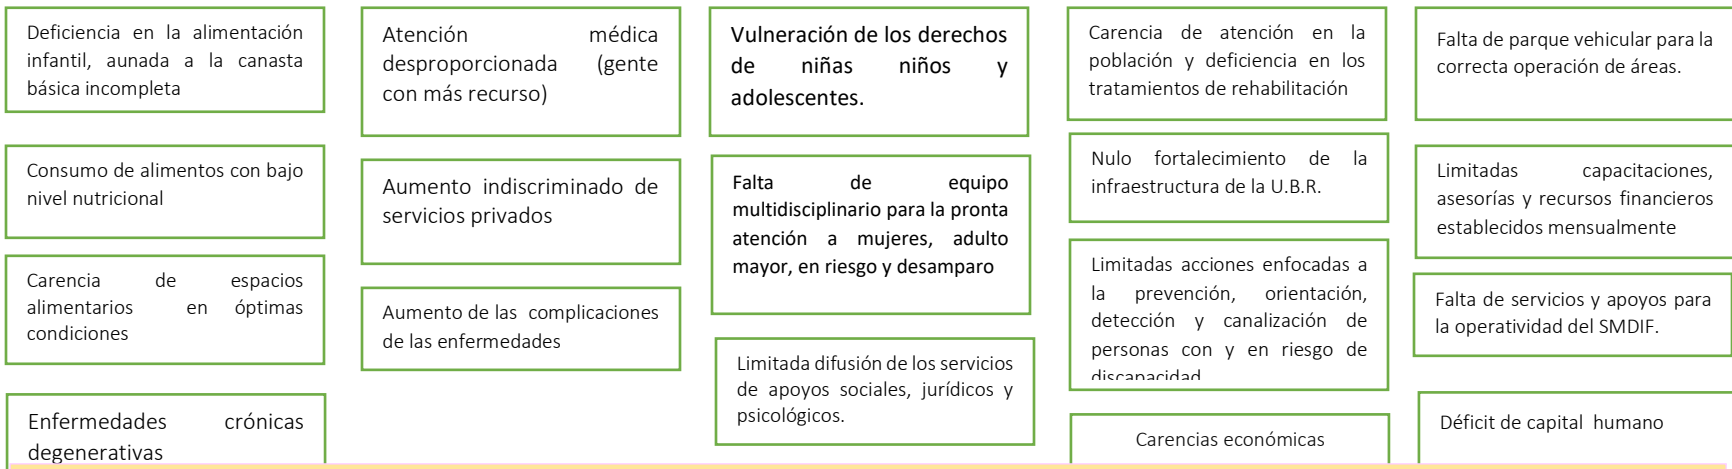 Deficiencia en la alimentación
infantil, aunada a la canasta
básica incompleta
Consumo de alimentos con bajo
nivel nutricional
Carencia de espacios
alimentarios en óptimas
condiciones
Enfermedades crónicas
degenerativas
Atención médica
desproporcionada (gente
con más recurso)
Aumento indiscriminado de
servicios privados
Aumento de las complicaciones
de las enfermedades
Vulneración de los derechos
de niñas niños y
adolescentes.
Falta de equipo
multidisciplinario para la pronta
atención a mujeres, adulto
mayor, en riesgo y desamparo
Limitada difusión de los servicios
de apoyos sociales, jurídicos y
psicológicos.
Carencia de atención en la
población y deficiencia en los
tratamientos de rehabilitación
Nulo fortalecimiento de la
infraestructura de la U.B.R.
Limitadas acciones enfocadas a
la prevención, orientación,
detección y canalización de
personas con y en riesgo de
discapacidad
Carencias económicas
Falta de parque vehicular para la
correcta operación de áreas.
Limitadas capacitaciones,
asesorías y recursos financieros
establecidos mensualmente
Falta de servicios y apoyos para
la operatividad del SMDIF.
Déficit de capital humano